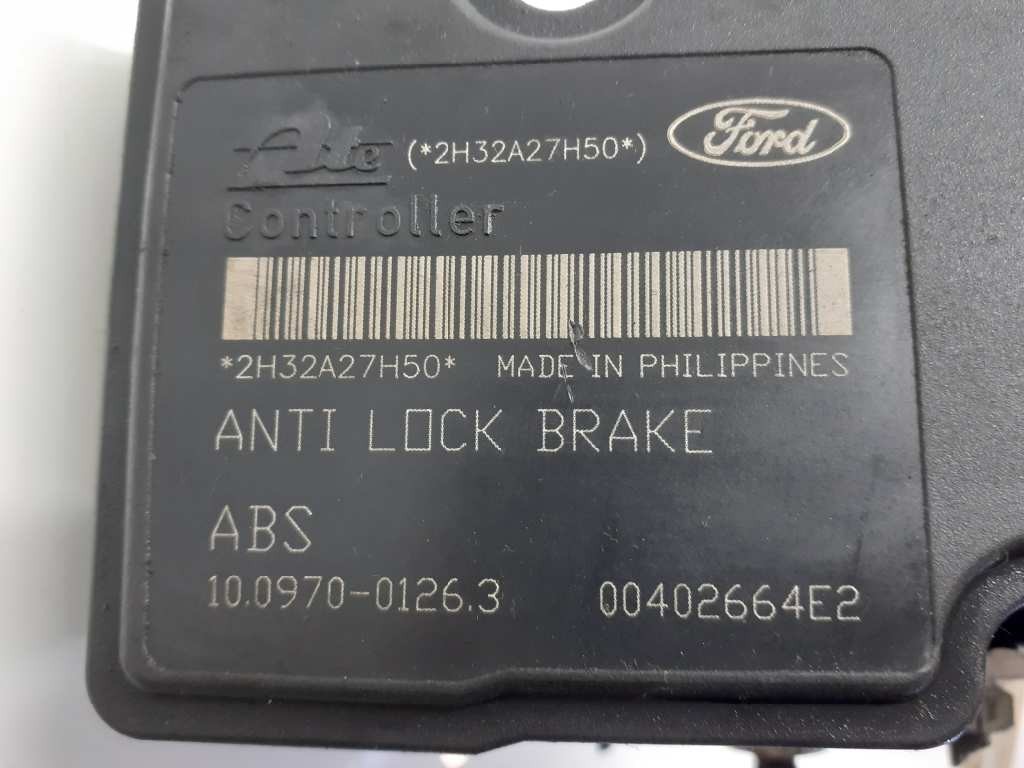 Ate (*2H32A27H50*) Ford
Controller
*2H32A27H50* MADE IN PHILIPPINES
ANTI LOCK BRAKE
ABS
10.0970-0126.3 00402664E2